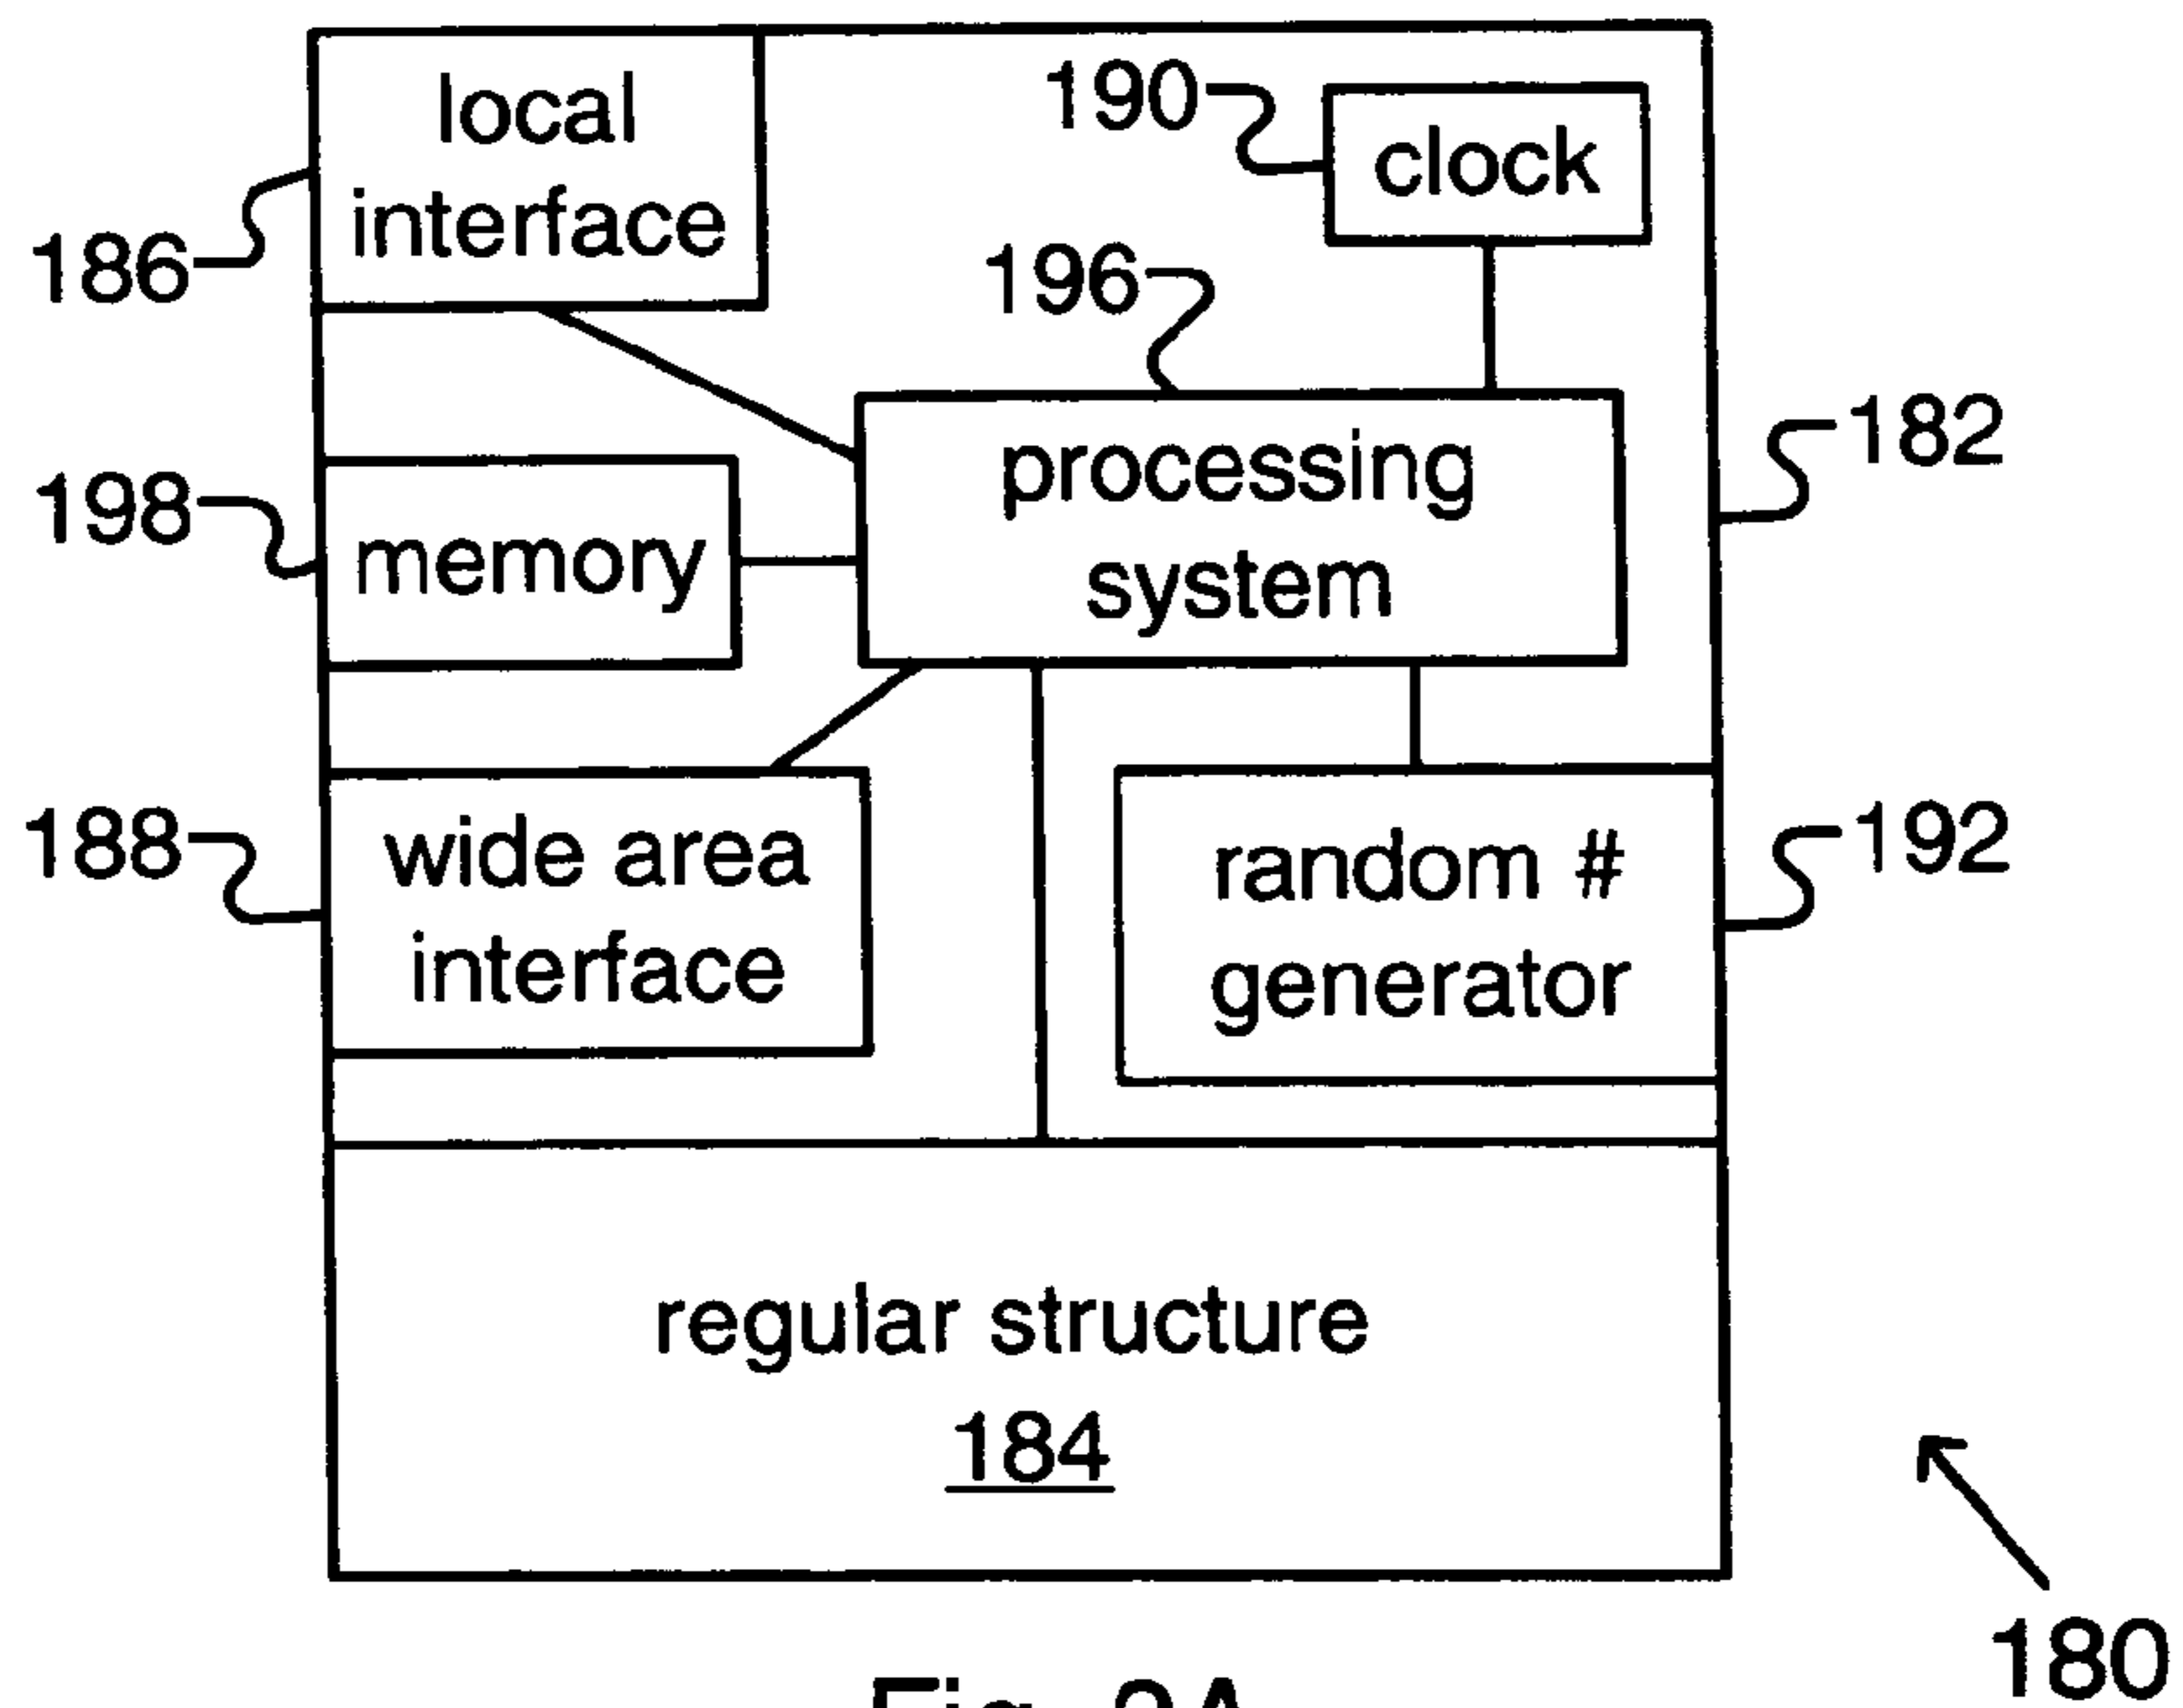 local
interface
190
clock
186
196
processing
system
182
198
memory
188
wide area
interface
random #
generator
192
regular structure
184
180